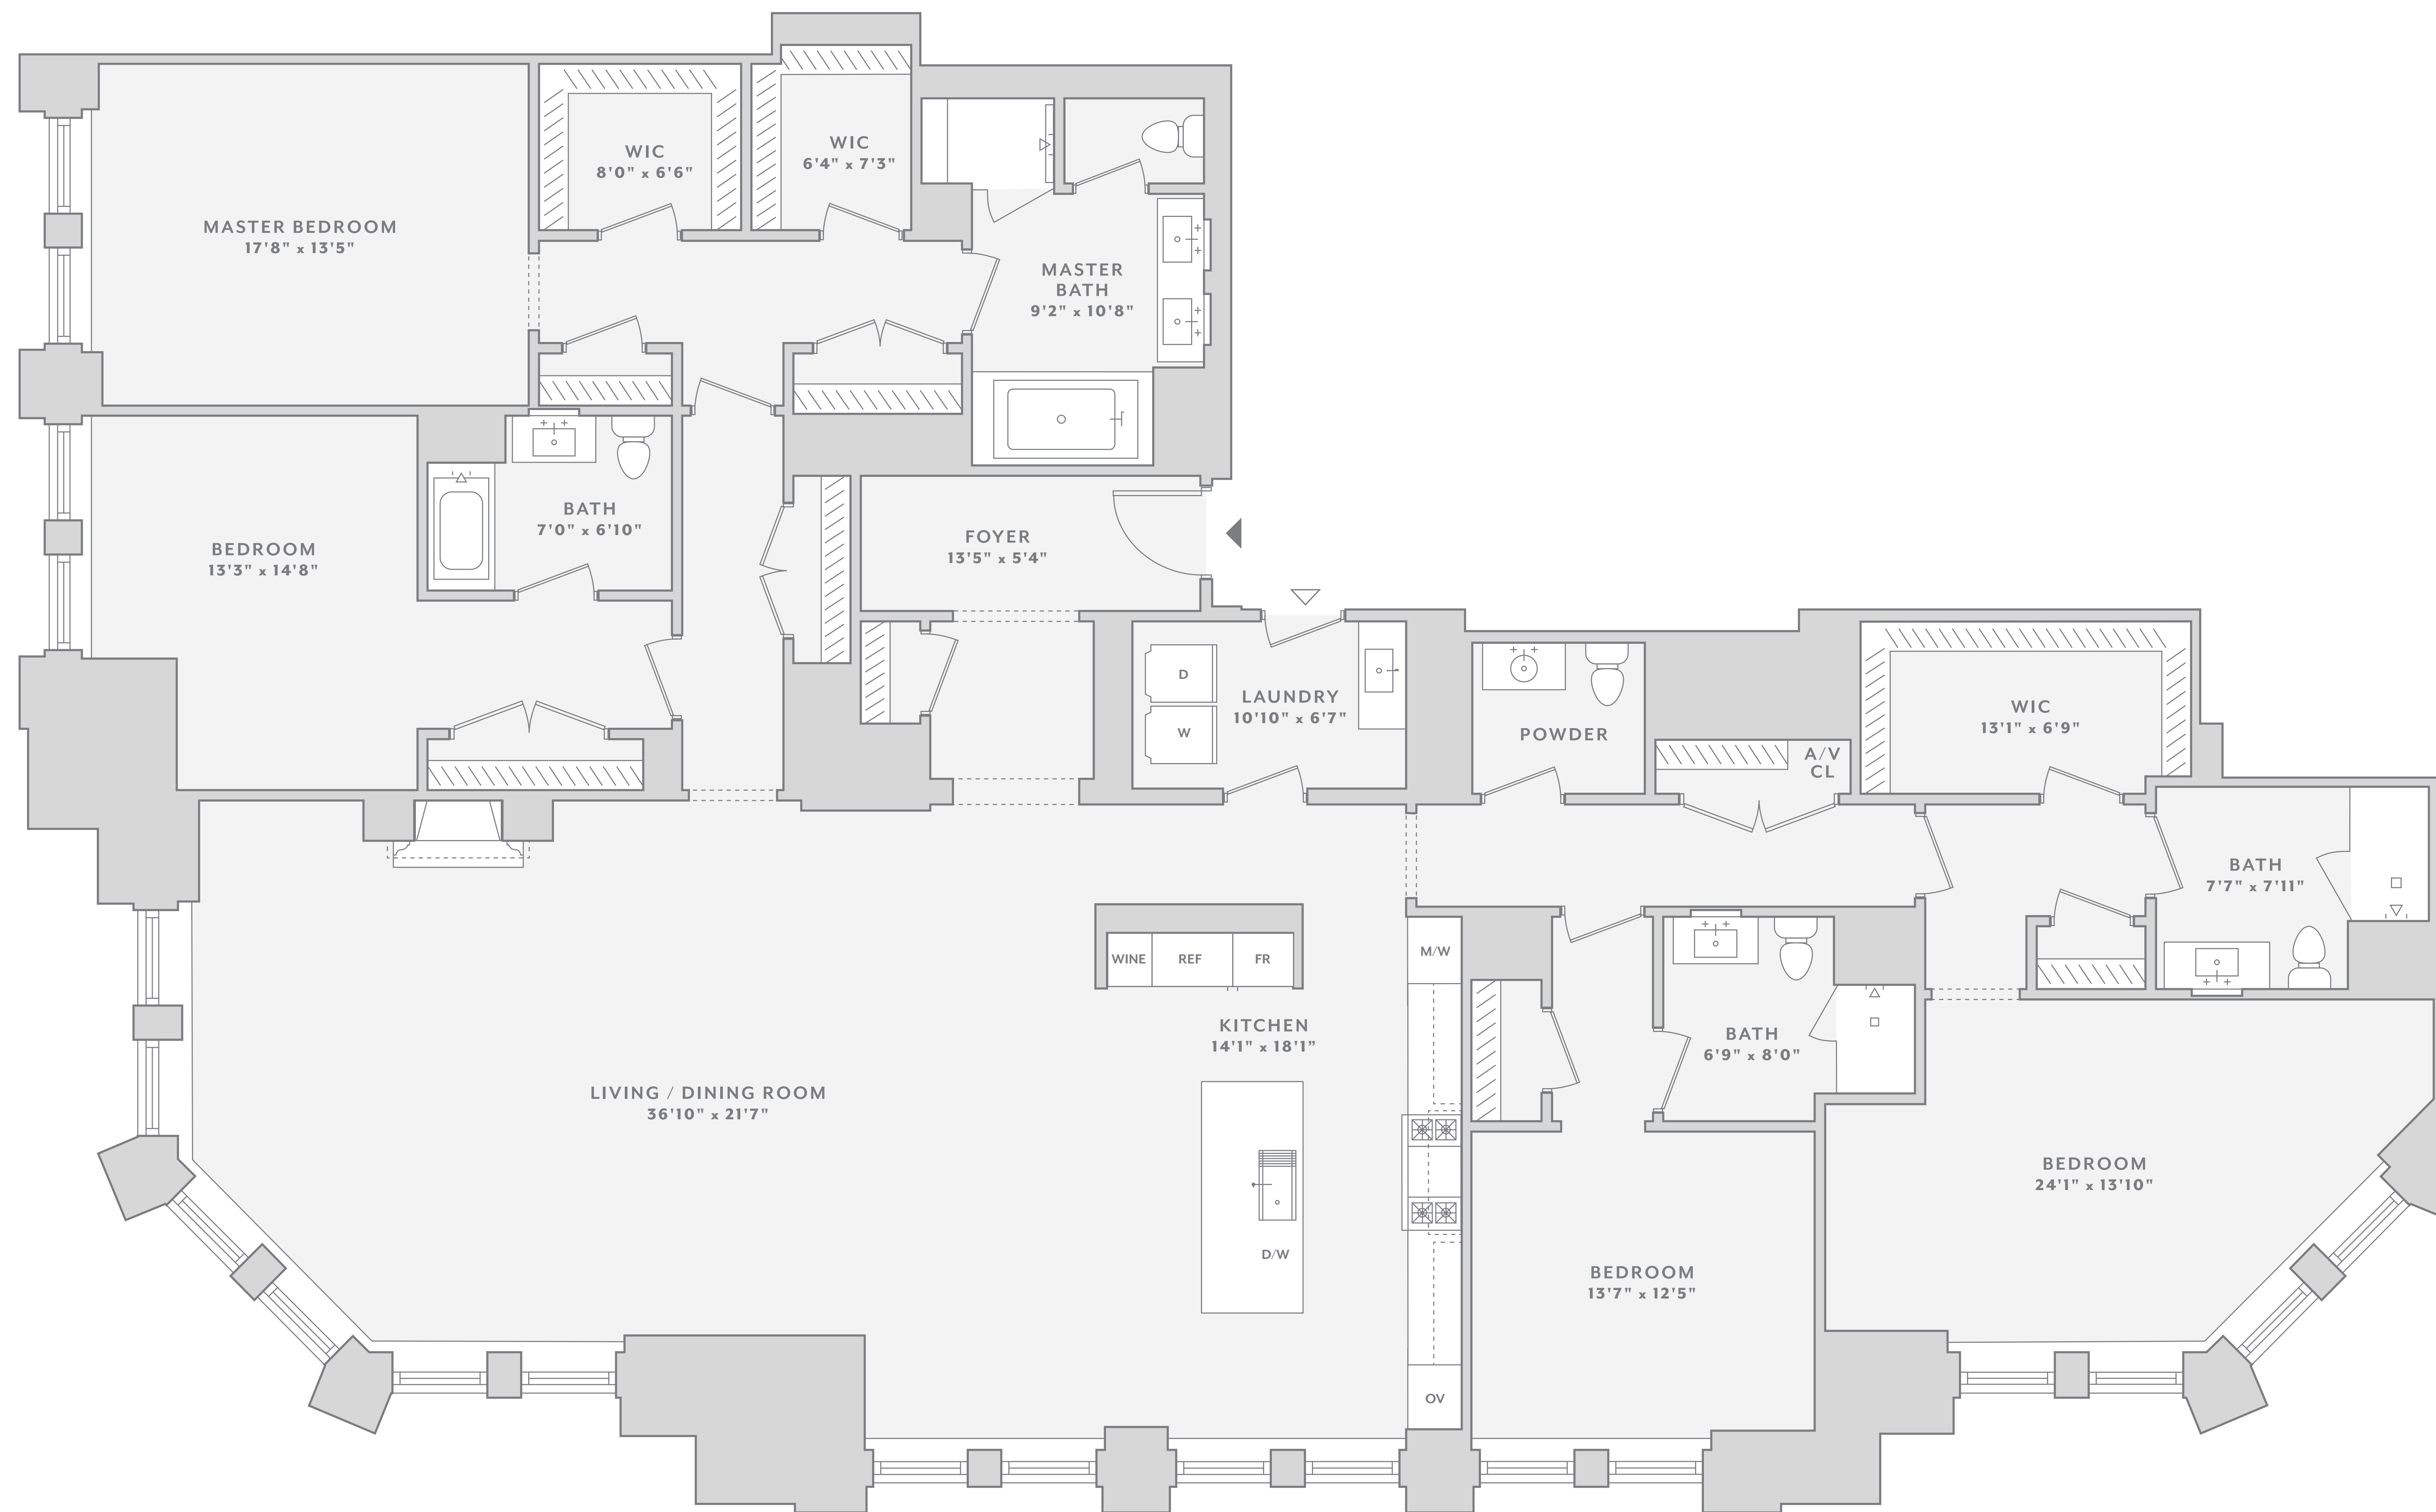 WIC
8'0" x 6'6"
WIC
6'4" x 7'3"
MASTER BEDROOM
17'8" x 13'5"
MASTER
BATH
9'2" x 10'8"
BATH
7'0" x 6'10"
BEDROOM
13'3" x 14'8"
FOYER
13'5" x 5'4"
D
W
LAUNDRY
10'10" x 6'7"
POWDER
A/V
CL
WIC
13'1" x 6'9"
BATH
7'7" x 7'11"
WINE
REF
FR
M/W
KITCHEN
14'1" x 18'1"
BATH
6'9" x 8'0"
LIVING / DINING ROOM
36'10" x 21'7"
BEDROOM
24'1" x 13'10"
D/W
BEDROOM
13'7" x 12'5"
OV